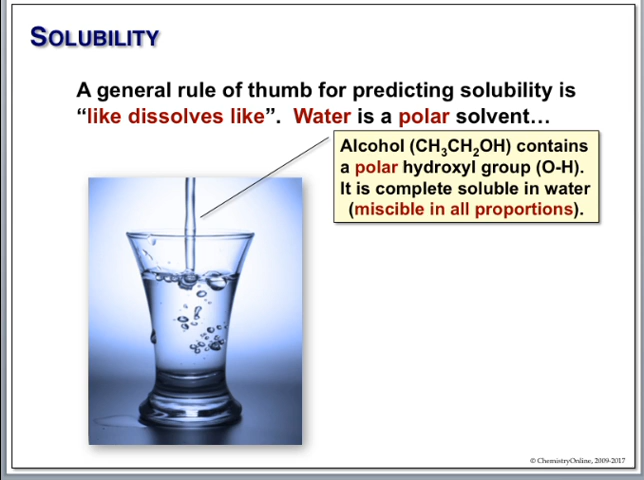 SOLUBILITY
A general rule of thumb for predicting solubility is
“like dissolves like”. Water is a polar solvent…
Alcohol (CH₃CH₂OH) contains
a polar hydroxyl group (O-H).
It is complete soluble in water
(miscible in all proportions).
© ChemistryOnline, 2009-2017